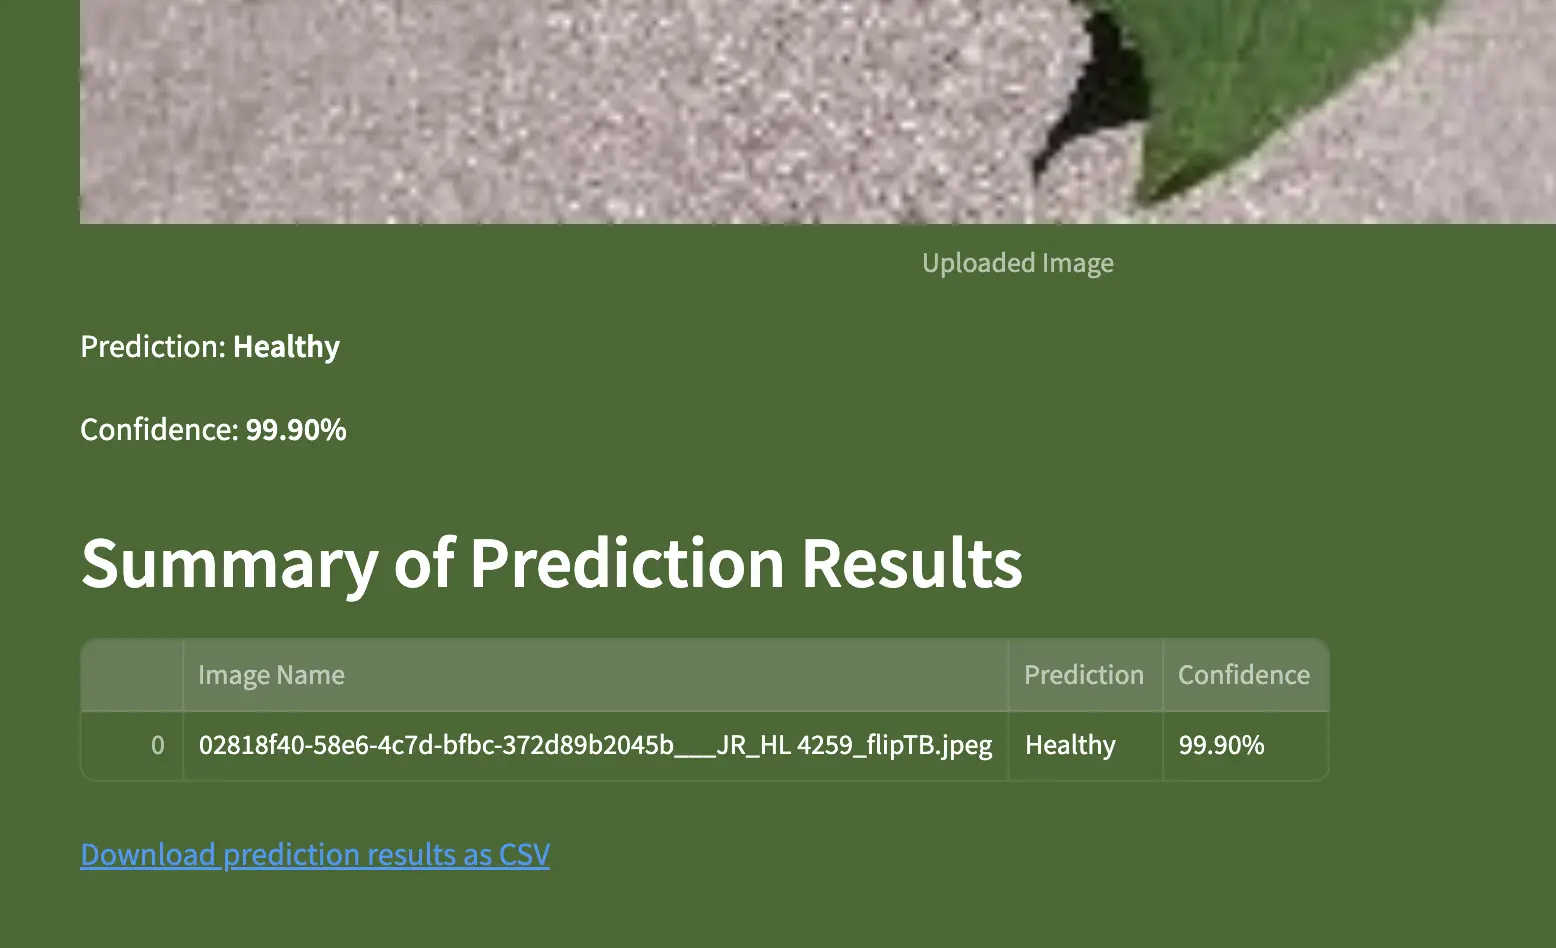 Uploaded Image
Prediction: Healthy
Confidence: 99.90%
Summary of Prediction Results
Image Name Prediction Confidence
0 02818f40-58e6-4c7d-bfbc-372d89b2045b___JR_HL 4259_flipTB.jpeg Healthy 99.90%
Download prediction results as CSV